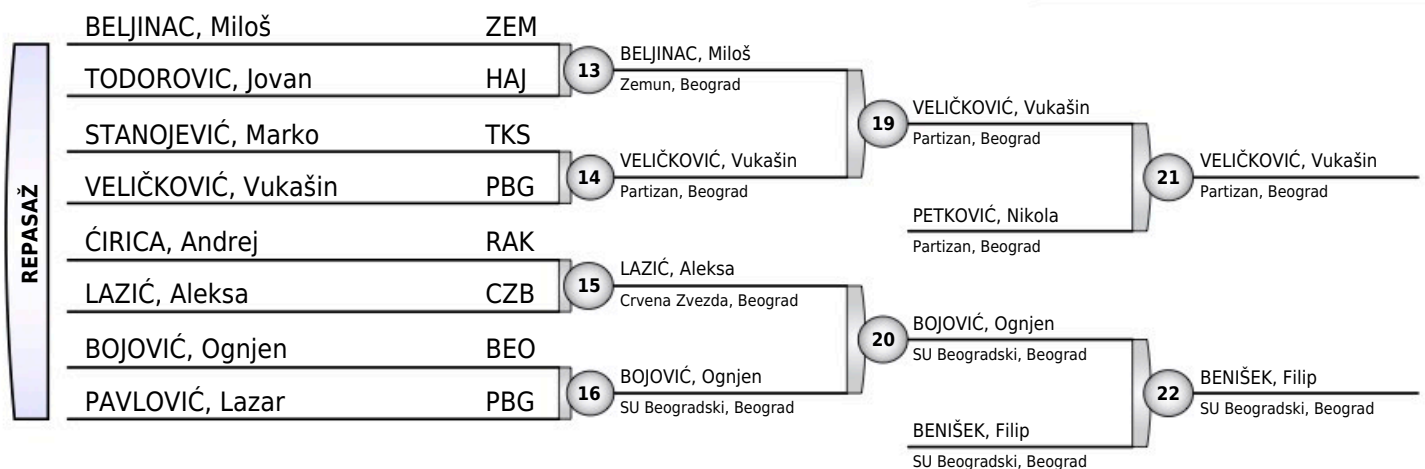 REPASAŽ
BELJINAC, Miloš ZEM
TODOROVIC, Jovan HAJ
STANOJEVIĆ, Marko TKS
VELIČKOVIĆ, Vukašin PBG
ĆIRICA, Andrej RAK
LAZIĆ, Aleksa CZB
BOJOVIĆ, Ognjen BEO
PAVLOVIĆ, Lazar PBG
13
BELJINAC, Miloš
Zemun, Beograd
14
VELIČKOVIĆ, Vukašin
Partizan, Beograd
15
LAZIĆ, Aleksa
Crvena Zvezda, Beograd
16
BOJOVIĆ, Ognjen
SU Beogradski, Beograd
19
VELIČKOVIĆ, Vukašin
Partizan, Beograd
PETKOVIĆ, Nikola
Partizan, Beograd
20
BOJOVIĆ, Ognjen
SU Beogradski, Beograd
BENIŠEK, Filip
SU Beogradski, Beograd
21
VELIČKOVIĆ, Vukašin
Partizan, Beograd
22
BENIŠEK, Filip
SU Beogradski, Beograd